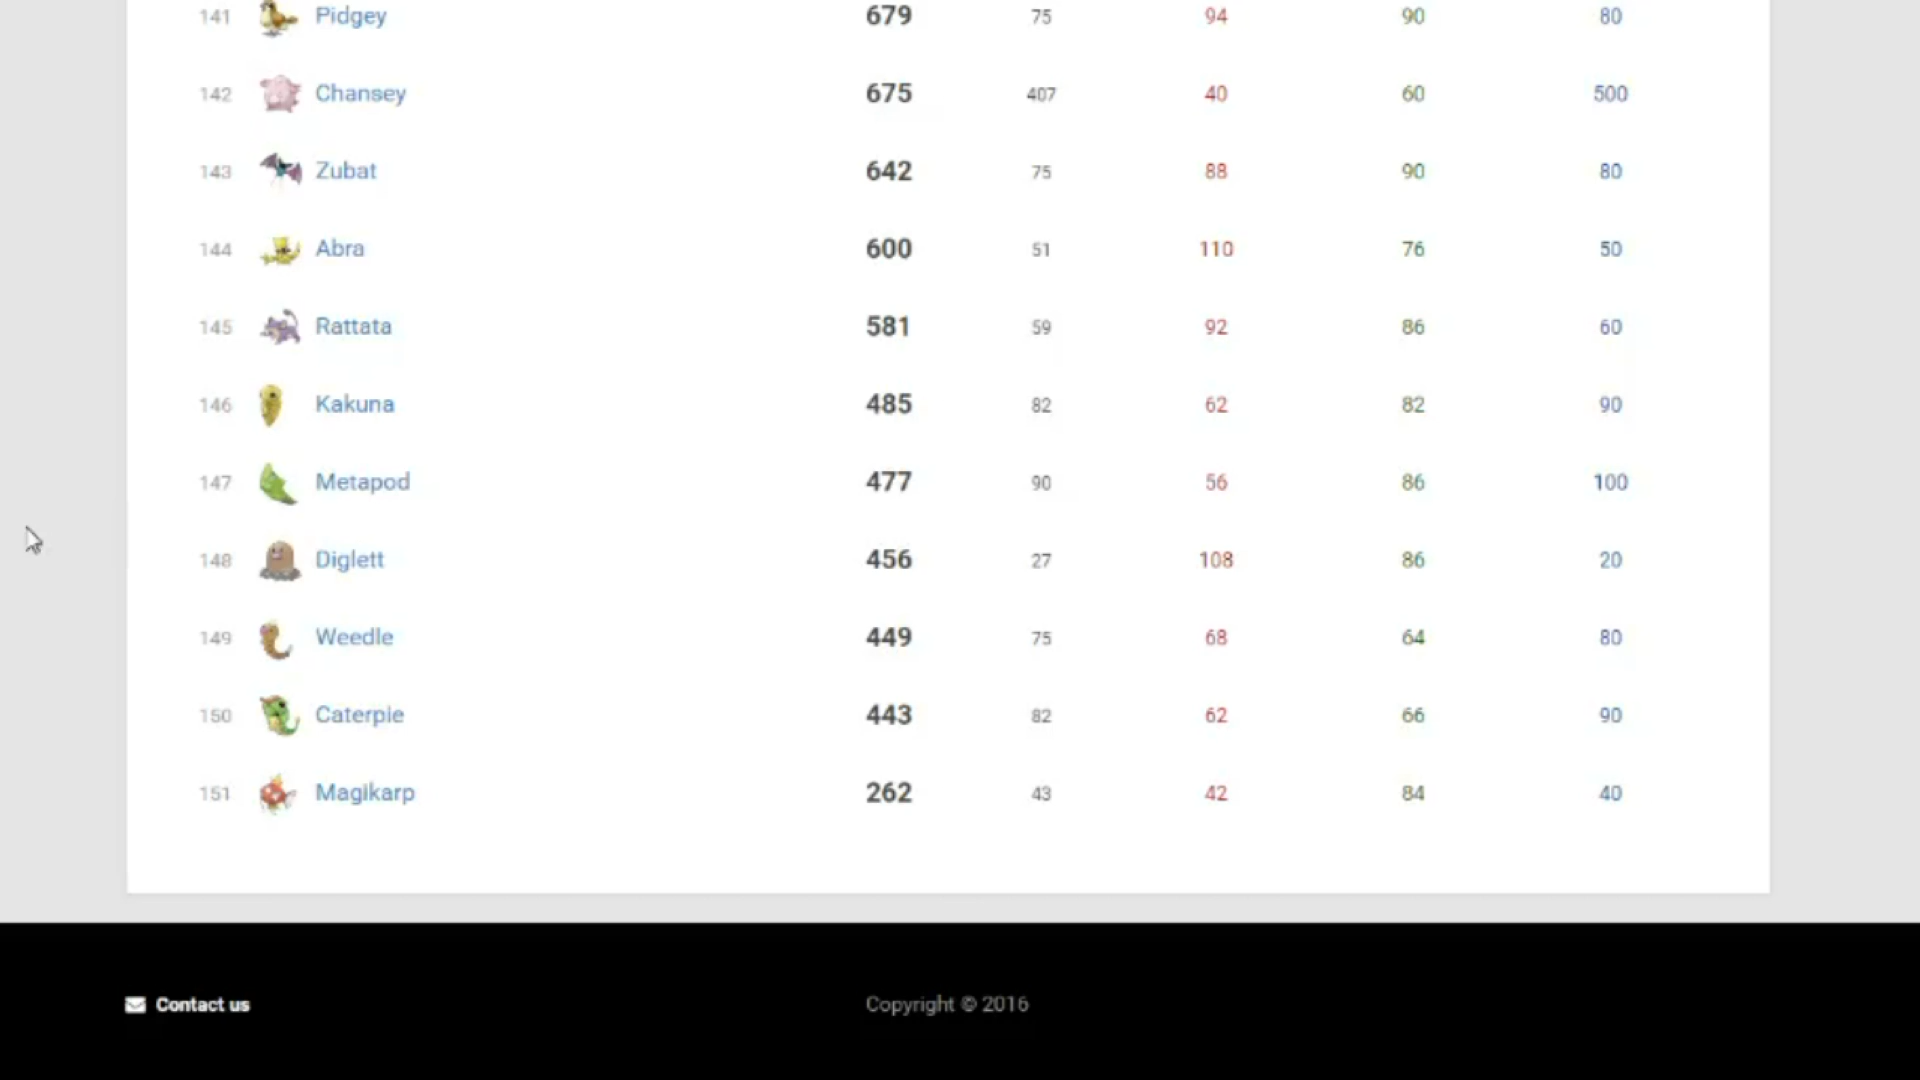 141 Pidgey 679 75 94 90 80
142 Chansey 675 407 40 60 500
143 Zubat 642 75 88 90 80
144 Abra 600 51 110 76 50
145 Rattata 581 59 92 86 60
146 Kakuna 485 82 62 82 90
147 Metapod 477 90 56 86 100
148 Diglett 456 27 108 86 20
149 Weedle 449 75 68 64 80
150 Caterpie 443 82 62 66 90
151 Magikarp 262 43 42 84 40
Contact us Copyright © 2016